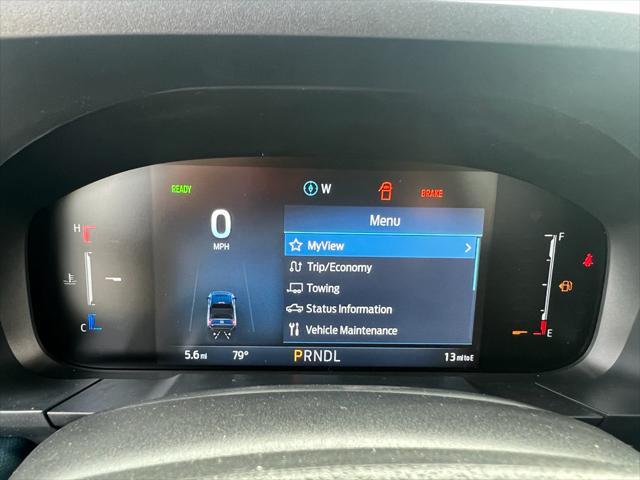 READY
W
BRAKE
H
0
MPH
Menu
F
MyView
Trip/Economy
Towing
Status Information
C
Vehicle Maintenance
E
5.6 mi 79° PRNDL 13 mi to E